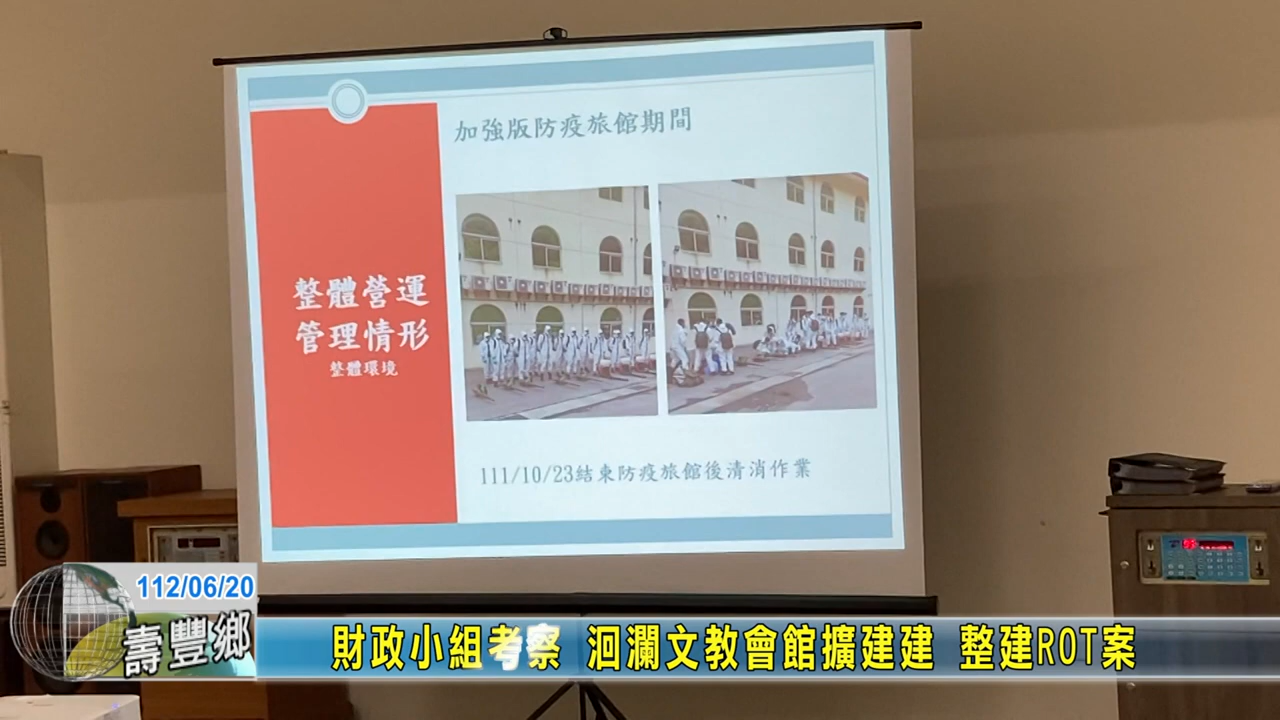 加強版防疫旅館期間
整體營運
管理情形
整體環境
111/10/23結束防疫旅館後清消作業
112/06/20
壽豐鄉
財政小組考察 洄瀾文教會館擴建建 整建ROT案